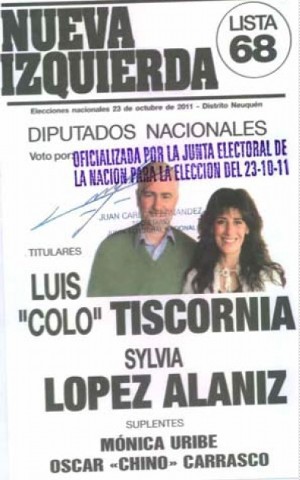 NUEVA
IZQUIERDA
LISTA
68
Elecciones nacionales 23 de octubre de 2011 - Distrito Neuquén
DIPUTADOS NACIONALES
Voto por:
OFICIALIZADA POR LA JUNTA ELECTORAL DE
LA NACION PARA LA ELECCION DEL 23-10-11
JUAN
TITULARES
LUIS
"COLO" TISCORNIA
SYLVIA
LOPEZ ALANIZ
SUPLENTES
MÓNICA URIBE
OSCAR «CHINO» CARRASCO